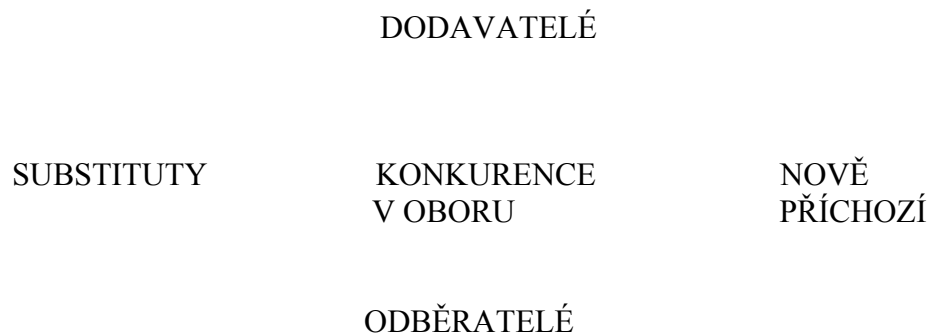 DODAVATELÉ
SUBSTITUTY KONKURENCE NOVĚ
V OBORU PŘÍCHOZÍ
ODBĚRATELÉ